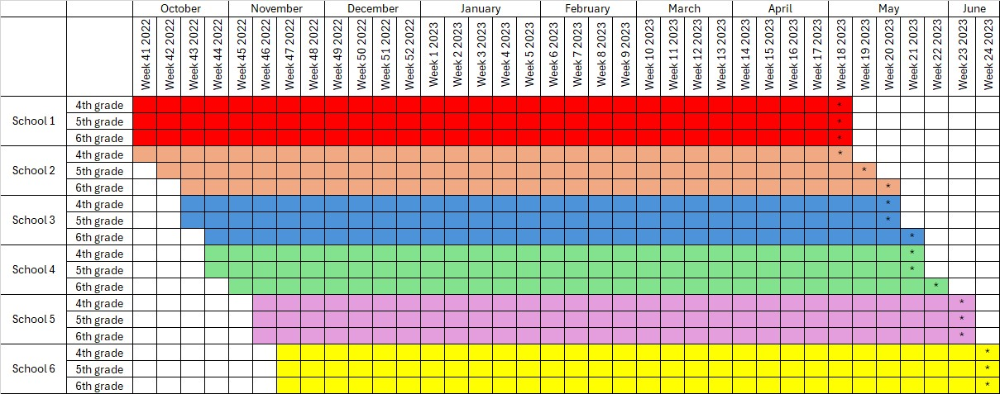 October November December January February March April May June
Week 41 2022 Week 42 2022 Week 43 2022 Week 44 2022 Week 45 2022 Week 46 2022 Week 47 2022 Week 48 2022 Week 49 2022 Week 50 2022 Week 51 2022 Week 52 2022 Week 1 2023 Week 2 2023 Week 3 2023 Week 4 2023 Week 5 2023 Week 6 2023 Week 7 2023 Week 8 2023 Week 9 2023 Week 10 2023 Week 11 2023 Week 12 2023 Week 13 2023 Week 14 2023 Week 15 2023 Week 16 2023 Week 17 2023 Week 18 2023 Week 19 2023 Week 20 2023 Week 21 2023 Week 22 2023 Week 23 2023 Week 24 2023
4th grade *
School 1 5th grade *
6th grade *
4th grade *
School 2 5th grade *
6th grade *
4th grade *
School 3 5th grade *
6th grade *
4th grade *
School 4 5th grade *
6th grade *
4th grade *
School 5 5th grade *
6th grade *
4th grade *
School 6 5th grade *
6th grade *